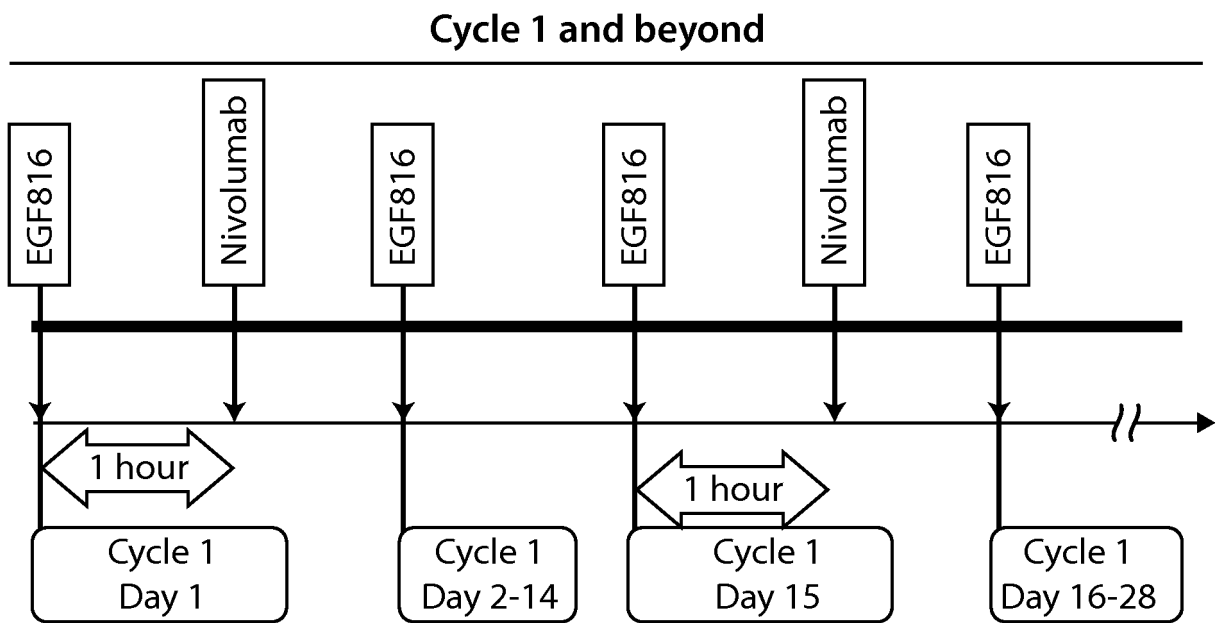 Cycle 1 and beyond
EGF816
Nivolumab
EGF816
EGF816
Nivolumab
EGF816
1 hour
1 hour
Cycle 1
Day 1
Cycle 1
Day 2-14
Cycle 1
Day 15
Cycle 1
Day 16-28